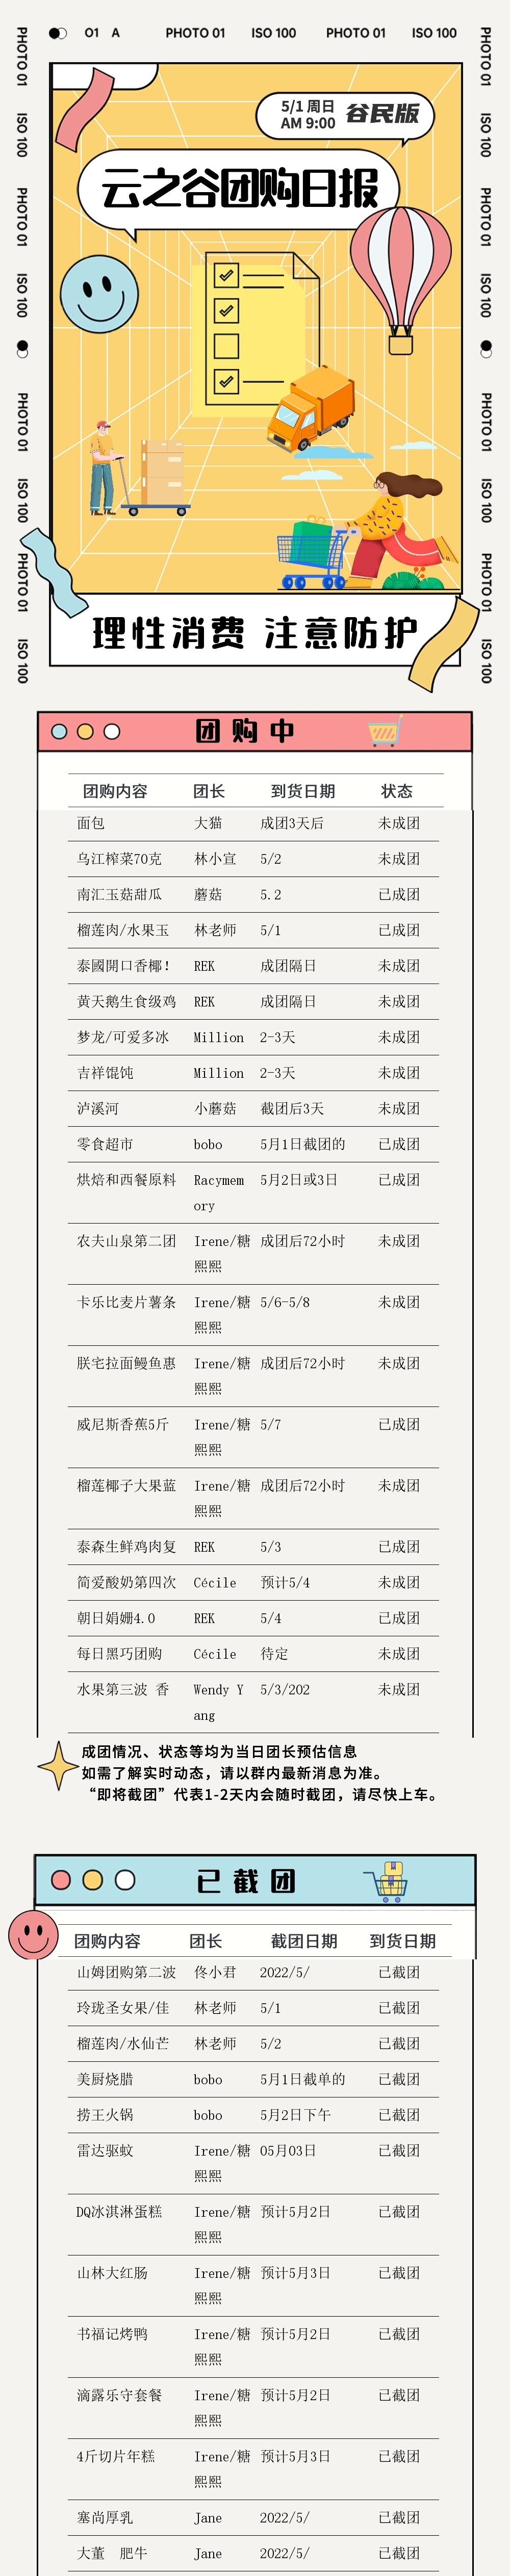 O1 A PHOTO 01 ISO 100 PHOTO 01 ISO 100
PHOTO 01 ISO 100 PHOTO 01 ISO 100 PHOTO 01 ISO 100 PHOTO 01 ISO 100
PHOTO 01 ISO 100 PHOTO 01 ISO 100 PHOTO 01 ISO 100 PHOTO 01 ISO 100
5/1 周日
AM 9:00
谷民版
云之谷团购日报
理性消费 注意防护
团购中
团购内容 团长 到货日期 状态
面包 大猫 成团3天后 未成团
乌江榨菜70克 林小宣 5/2 未成团
南汇玉菇甜瓜 蘑菇 5.2 已成团
榴莲肉/水果玉 林老师 5/1 已成团
泰國開口香椰! REK 成团隔日 未成团
黄天鹅生食级鸡 REK 成团隔日 未成团
梦龙/可爱多冰 Million 2-3天 未成团
吉祥馄饨 Million 2-3天 未成团
泸溪河 小蘑菇 截团后3天 未成团
零食超市 bobo 5月1日截团的 已成团
烘焙和西餐原料 Racymem 5月2日或3日 已成团
ory
农夫山泉第二团 Irene/糖 成团后72小时 未成团
熙熙
卡乐比麦片薯条 Irene/糖 5/6-5/8 未成团
熙熙
朕宅拉面鳗鱼惠 Irene/糖 成团后72小时 未成团
熙熙
威尼斯香蕉5斤 Irene/糖 5/7 已成团
熙熙
榴莲椰子大果蓝 Irene/糖 成团后72小时 未成团
熙熙
泰森生鲜鸡肉复 REK 5/3 已成团
简爱酸奶第四次 Cécile 预计5/4 未成团
朝日娟姗4.0 REK 5/4 已成团
每日黑巧团购 Cécile 待定 未成团
水果第三波 香 Wendy Y 5/3/202 未成团
ang
成团情况、状态等均为当日团长预估信息
如需了解实时动态，请以群内最新消息为准。
“即将截团”代表1-2天内会随时截团，请尽快上车。
已截团
团购内容 团长 截团日期 到货日期
山姆团购第二波 佟小君 2022/5/ 已截团
玲珑圣女果/佳 林老师 5/1 已截团
榴莲肉/水仙芒 林老师 5/2 已截团
美厨烧腊 bobo 5月1日截单的 已截团
捞王火锅 bobo 5月2日下午 已截团
雷达驱蚊 Irene/糖 05月03日 已截团
熙熙
DQ冰淇淋蛋糕 Irene/糖 预计5月2日 已截团
熙熙
山林大红肠 Irene/糖 预计5月3日 已截团
熙熙
书福记烤鸭 Irene/糖 预计5月2日 已截团
熙熙
滴露乐守套餐 Irene/糖 预计5月2日 已截团
熙熙
4斤切片年糕 Irene/糖 预计5月3日 已截团
熙熙
塞尚厚乳 Jane 2022/5/ 已截团
大董 肥牛 Jane 2022/5/ 已截团